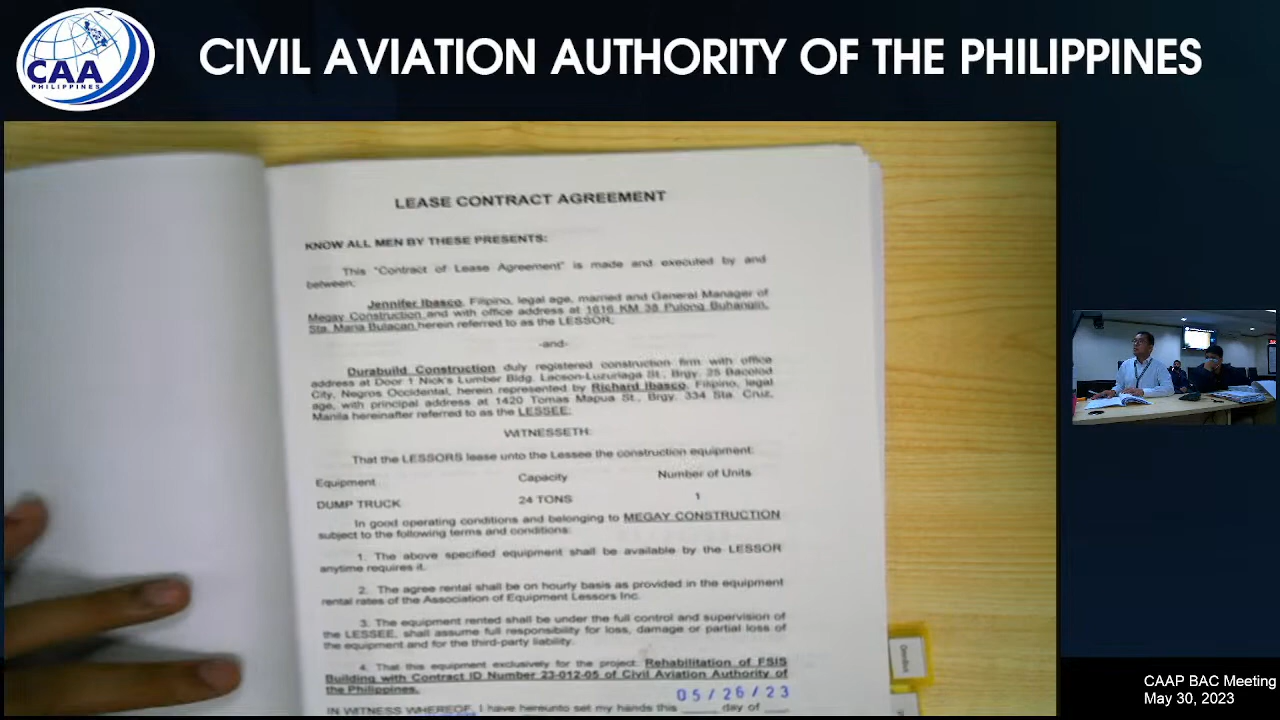 CAA
PHILIPPINES
CIVIL AVIATION AUTHORITY OF THE PHILIPPINES
LEASE CONTRACT AGREEMENT
KNOW ALL MEN BY THESE PRESENTS:
This "Contract of Lease Agreement" is made and executed by and
between;
Jennifer Ibasco, Filipino, legal age, married and General Manager of
Megay Construction and with office address at 1616 KM 38 Pulong Buhangin,
Sta. Maria Bulacan herein referred to as the LESSOR;
-and-
Durabuild Construction duly registered construction firm with office
address at Door 1 Nick's Lumber Bldg. Lacson-Luzuriaga St., Brgy. 25 Bacolod
City, Negros Occidental, herein represented by Richard Ibasco, Filipino, legal
age, with principal address at 1420 Tomas Mapua St., Brgy. 334 Sta. Cruz,
Manila hereinafter referred to as the LESSEE;
WITNESSETH:
That the LESSORS lease unto the Lessee the construction equipment:
Equipment Capacity Number of Units
DUMP TRUCK 24 TONS 1
In good operating conditions and belonging to MEGAY CONSTRUCTION
subject to the following terms and conditions:
1. The above specified equipment shall be available by the LESSOR
anytime requires it.
2. The agree rental shall be on hourly basis as provided in the equipment
rental rates of the Association of Equipment Lessors Inc.
3. The equipment rented shall be under the full control and supervision of
the LESSEE, shall assume full responsibility for loss, damage or partial loss of
the equipment and for the third-party liability.
4. That this equipment exclusively for the project: Rehabilitation of FSIS
Building with Contract ID Number 23-012-05 of Civil Aviation Authority of
the Philippines.
05/26/23
IN WITNESS WHEREOF, I have hereunto set my hands this ____ day of ____
CAAP BAC Meeting
May 30, 2023